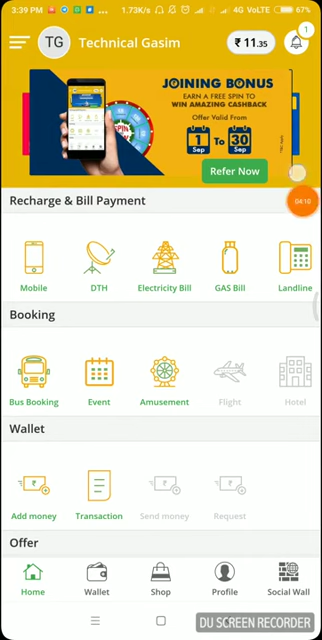 3:39 PM ... 1.73K/s 4G VoLTE 67%
1
TG Technical Gasim ₹ 11.35
JOINING BONUS
EARN A FREE SPIN TO
WIN AMAZING CASHBACK
Offer Valid From
1 Sep To 30 Sep
SPIN
Refer Now
04:10
Recharge & Bill Payment
Mobile DTH Electricity Bill GAS Bill Landline
Booking
Bus Booking Event Amusement Flight Hotel
Wallet
Add money Transaction Send money Request
Offer
Home Wallet Shop Profile Social Wall
DU SCREEN RECORDER